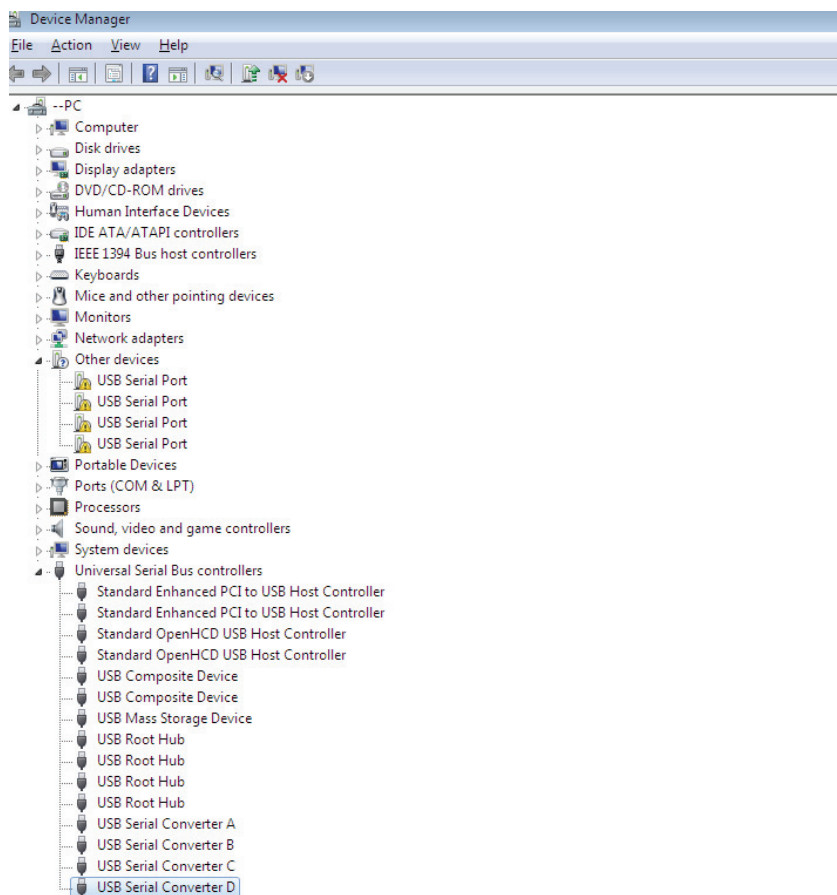 Device Manager
File Action View Help
--PC
Computer
Disk drives
Display adapters
DVD/CD-ROM drives
Human Interface Devices
IDE ATA/ATAPI controllers
IEEE 1394 Bus host controllers
Keyboards
Mice and other pointing devices
Monitors
Network adapters
Other devices
USB Serial Port
USB Serial Port
USB Serial Port
USB Serial Port
Portable Devices
Ports (COM & LPT)
Processors
Sound, video and game controllers
System devices
Universal Serial Bus controllers
Standard Enhanced PCI to USB Host Controller
Standard Enhanced PCI to USB Host Controller
Standard OpenHCD USB Host Controller
Standard OpenHCD USB Host Controller
USB Composite Device
USB Composite Device
USB Mass Storage Device
USB Root Hub
USB Root Hub
USB Root Hub
USB Root Hub
USB Serial Converter A
USB Serial Converter B
USB Serial Converter C
USB Serial Converter D